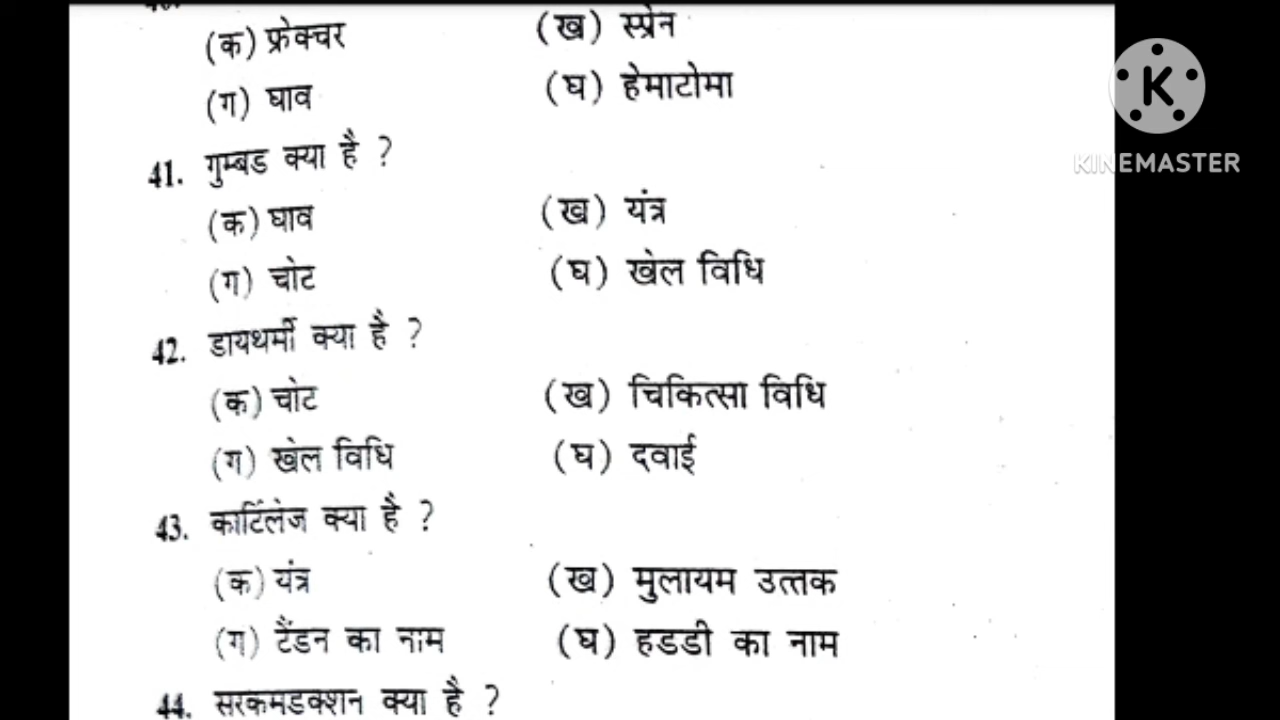 (क) फ्रेक्चर (ख) स्प्रेन
(ग) घाव (घ) हेमाटोमा
41. गुम्बड क्या है ?
(क) घाव (ख) यंत्र
(ग) चोट (घ) खेल विधि
42. डायथर्मी क्या है ?
(क) चोट (ख) चिकित्सा विधि
(ग) खेल विधि (घ) दवाई
43. कार्टिलेज क्या है ?
(क) यंत्र (ख) मुलायम उत्तक
(ग) टैंडन का नाम (घ) हडडी का नाम
44. सरकमडक्शन क्या है ?
K
KINEMASTER